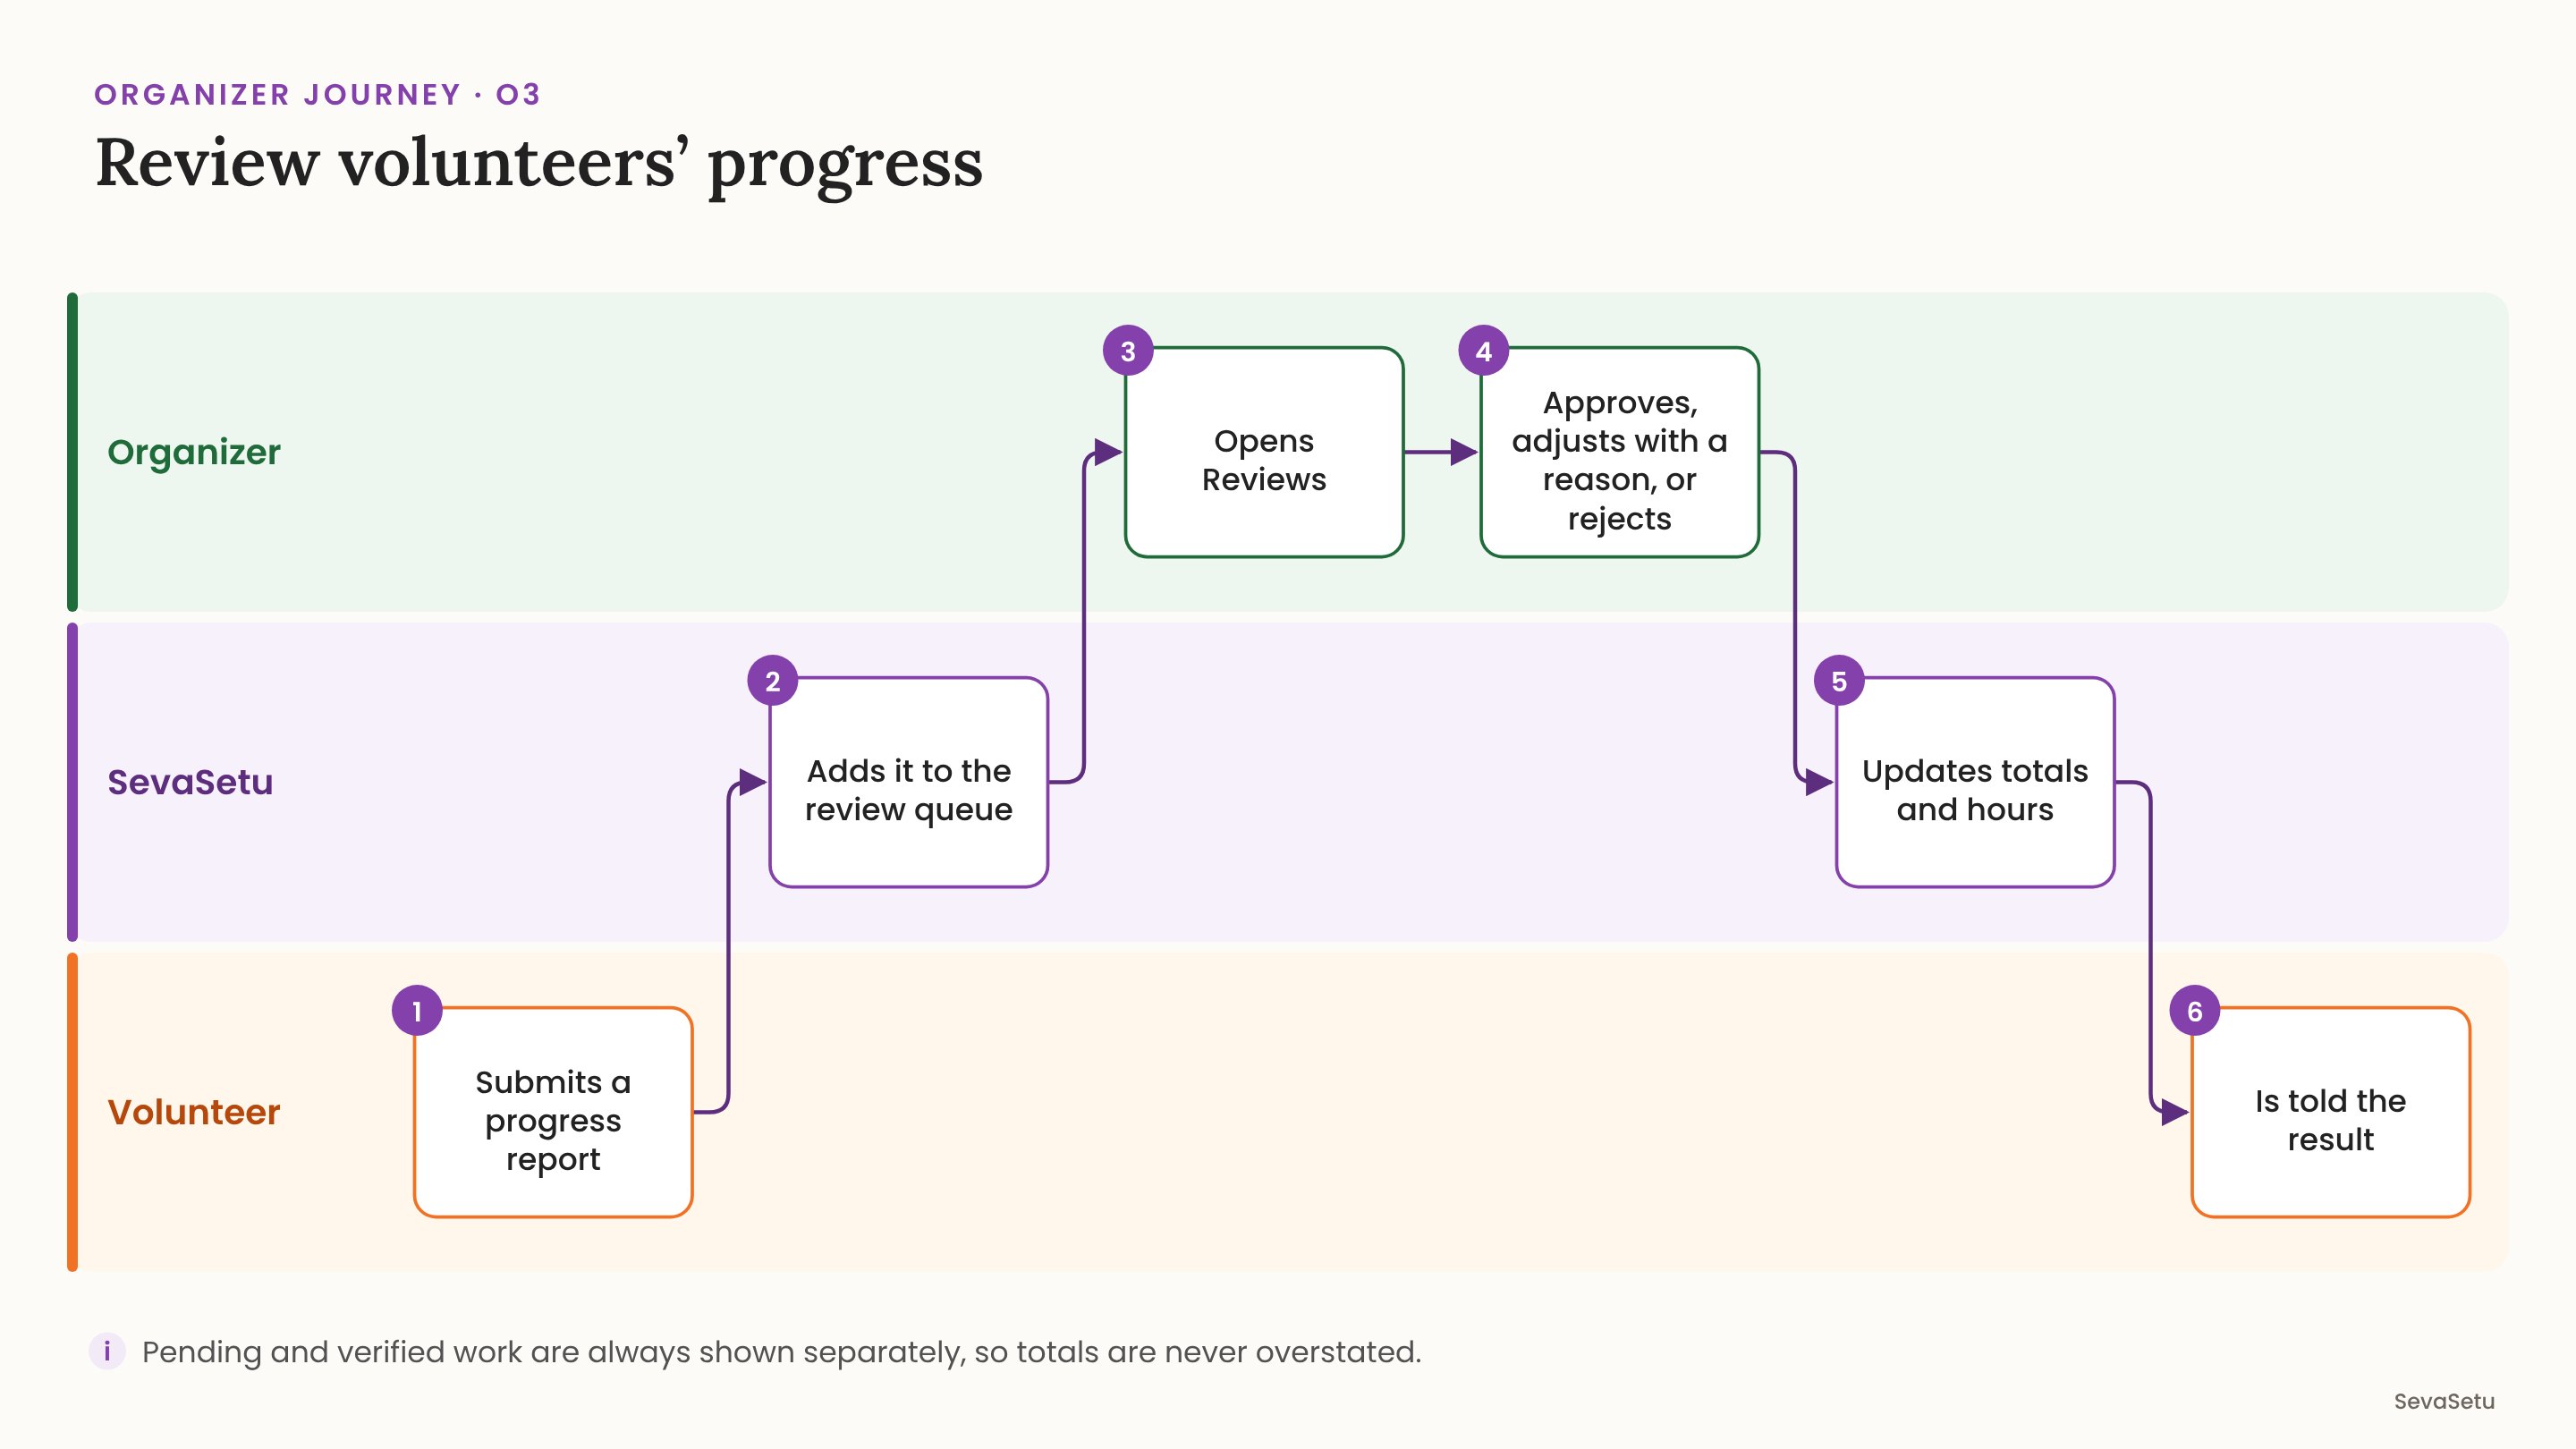 ORGANIZER JOURNEY · O3
Review volunteers’ progress
Organizer
3
Opens
Reviews
4
Approves,
adjusts with a
reason, or
rejects
SevaSetu
2
Adds it to the
review queue
5
Updates totals
and hours
Volunteer
1
Submits a
progress
report
6
Is told the
result
i Pending and verified work are always shown separately, so totals are never overstated.
SevaSetu